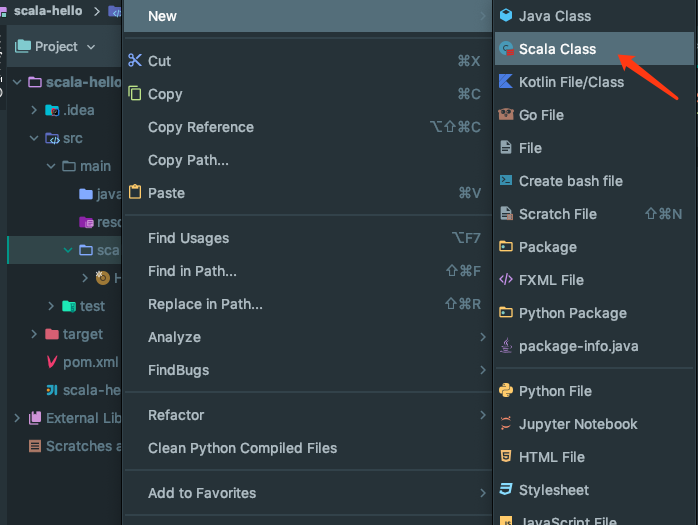 scala-hello
Project
scala-hello
.idea
src
main
java
reso
sca
H
test
target
pom.xml
scala-he
External Lib
Scratches a
New
Cut ⌘X
Copy ⌘C
Copy Reference ⌥⇧⌘C
Copy Path...
Paste ⌘V
Find Usages ⌥F7
Find in Path... ⇧⌘F
Replace in Path... ⇧⌘R
Analyze
FindBugs
Refactor
Clean Python Compiled Files
Add to Favorites
Java Class
Scala Class
Kotlin File/Class
Go File
File
Create bash file
Scratch File ⇧⌘N
Package
FXML File
Python Package
package-info.java
Python File
Jupyter Notebook
HTML File
Stylesheet
JavaScript File